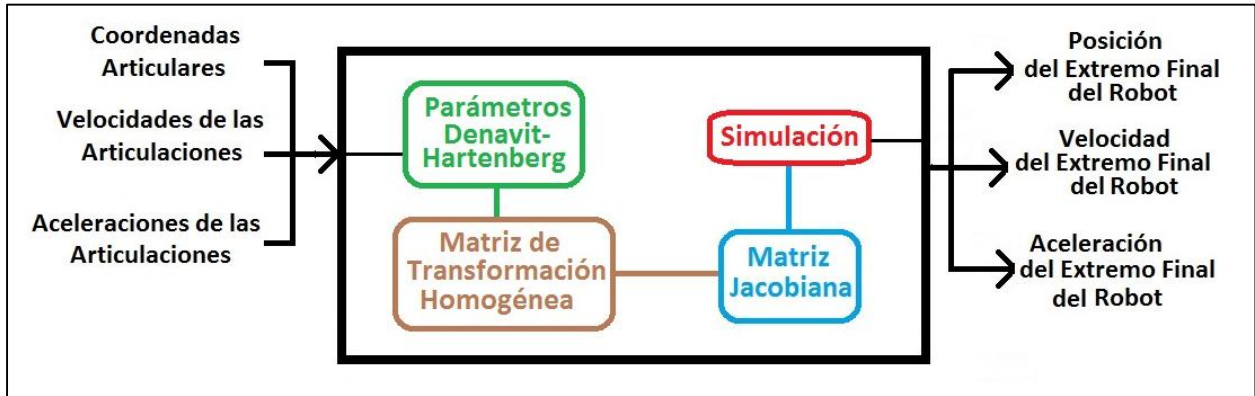 Coordenadas
Articulares
Velocidades de las
Articulaciones
Aceleraciones de las
Articulaciones
Parámetros
Denavit-
Hartenberg
Matriz de
Transformación
Homogénea
Simulación
Matriz
Jacobiana
Posición
del Extremo Final
del Robot
Velocidad
del Extremo Final
del Robot
Aceleración
del Extremo Final
del Robot